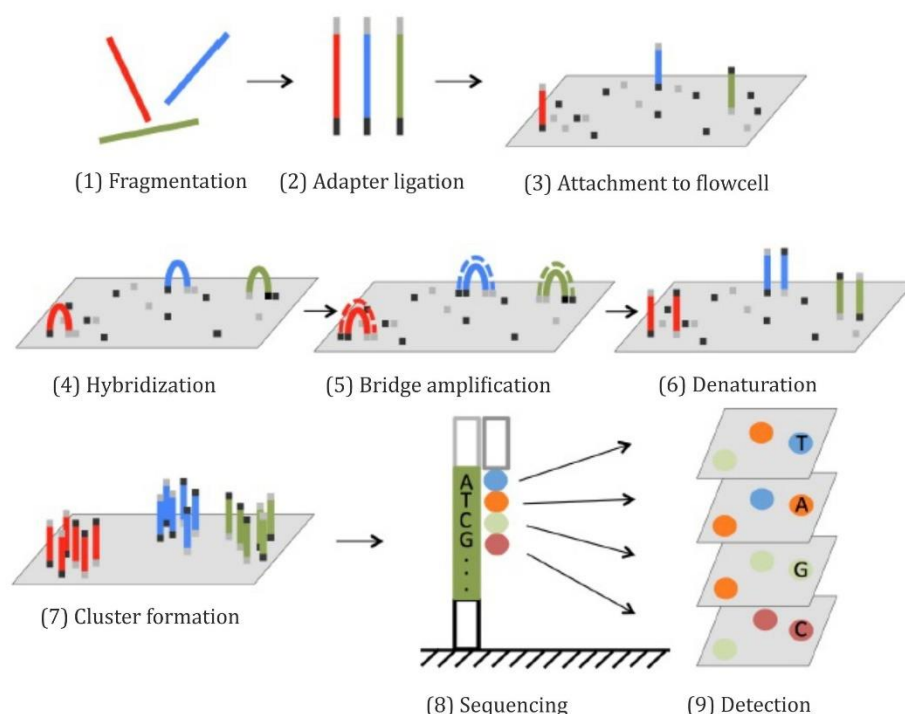 (1) Fragmentation
(2) Adapter ligation
(3) Attachment to flowcell
(4) Hybridization
(5) Bridge amplification
(6) Denaturation
(7) Cluster formation
A
T
C
G
.
.
.
T
A
G
C
(8) Sequencing
(9) Detection